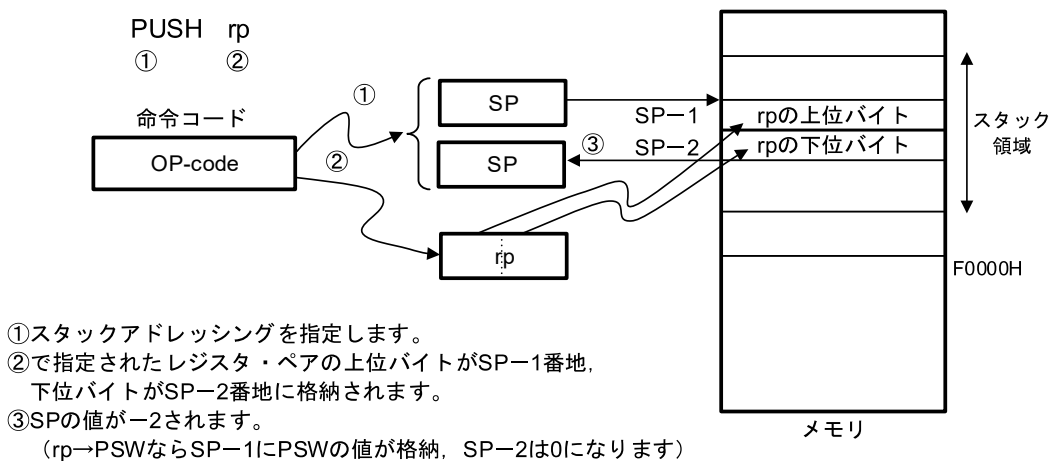 PUSH rp
① ②
命令コード
OP-code
①
②
SP
SP
③
rp
SP－1
SP－2
rpの上位バイト
rpの下位バイト
スタック
領域
F0000H
メモリ
①スタックアドレッシングを指定します。
②で指定されたレジスタ・ペアの上位バイトがSP－1番地，
下位バイトがSP－2番地に格納されます。
③SPの値が－2されます。
（rp→PSWならSP－1にPSWの値が格納，SP－2は0になります）